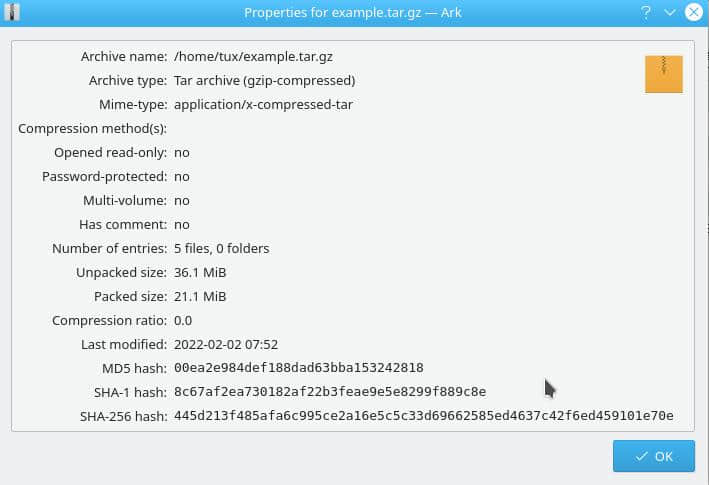 Properties for example.tar.gz — Ark
Archive name: /home/tux/example.tar.gz
Archive type: Tar archive (gzip-compressed)
Mime-type: application/x-compressed-tar
Compression method(s):
Opened read-only: no
Password-protected: no
Multi-volume: no
Has comment: no
Number of entries: 5 files, 0 folders
Unpacked size: 36.1 MiB
Packed size: 21.1 MiB
Compression ratio: 0.0
Last modified: 2022-02-02 07:52
MD5 hash: 00ea2e984def188dad63bba153242818
SHA-1 hash: 8c67af2ea730182af22b3feae9e5e8299f889c8e
SHA-256 hash: 445d213f485afa6c995ce2a16e5c5c33d69662585ed4637c42f6ed459101e70e
OK